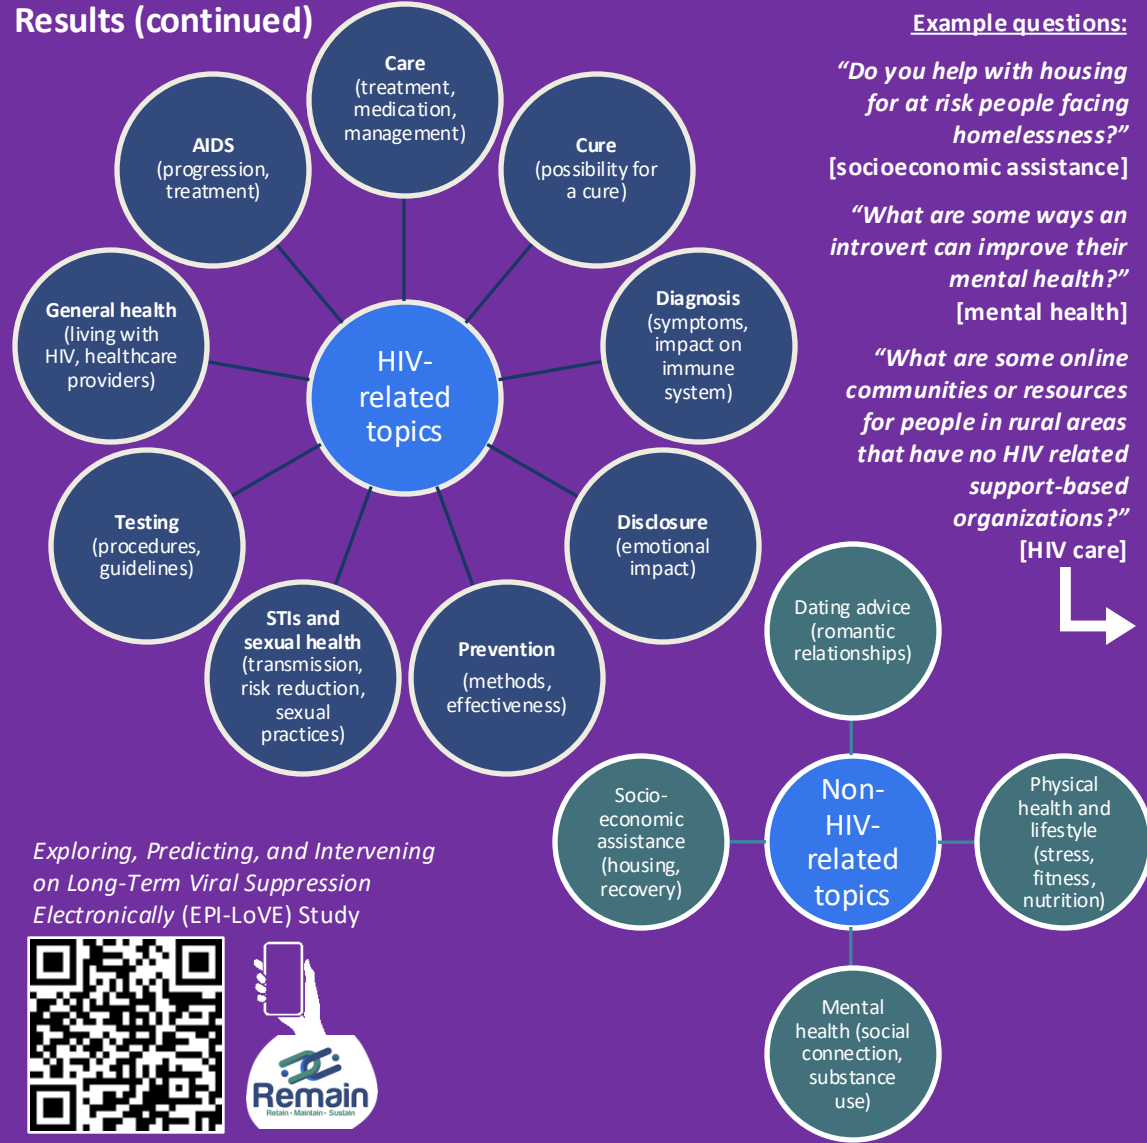 Results (continued)
Care
(treatment,
medication,
management)
Cure
(possibility for
a cure)
Diagnosis
(symptoms,
impact on
immune
system)
Disclosure
(emotional
impact)
Prevention
(methods,
effectiveness)
STIs and
sexual health
(transmission,
risk reduction,
sexual
practices)
Testing
(procedures,
guidelines)
General health
(living with
HIV, healthcare
providers)
AIDS
(progression,
treatment)
HIV-
related
topics
Example questions:
“Do you help with housing
for at risk people facing
homelessness?”
[socioeconomic assistance]
“What are some ways an
introvert can improve their
mental health?”
[mental health]
“What are some online
communities or resources
for people in rural areas
that have no HIV related
support-based
organizations?”
[HIV care]
Dating advice
(romantic
relationships)
Socio-
economic
assistance
(housing,
recovery)
Non-
HIV-
related
topics
Physical
health and
lifestyle
(stress,
fitness,
nutrition)
Mental
health (social
connection,
substance
use)
Exploring, Predicting, and Intervening
on Long-Term Viral Suppression
Electronically (EPI-LoVE) Study
Remain
Retain • Maintain • Sustain